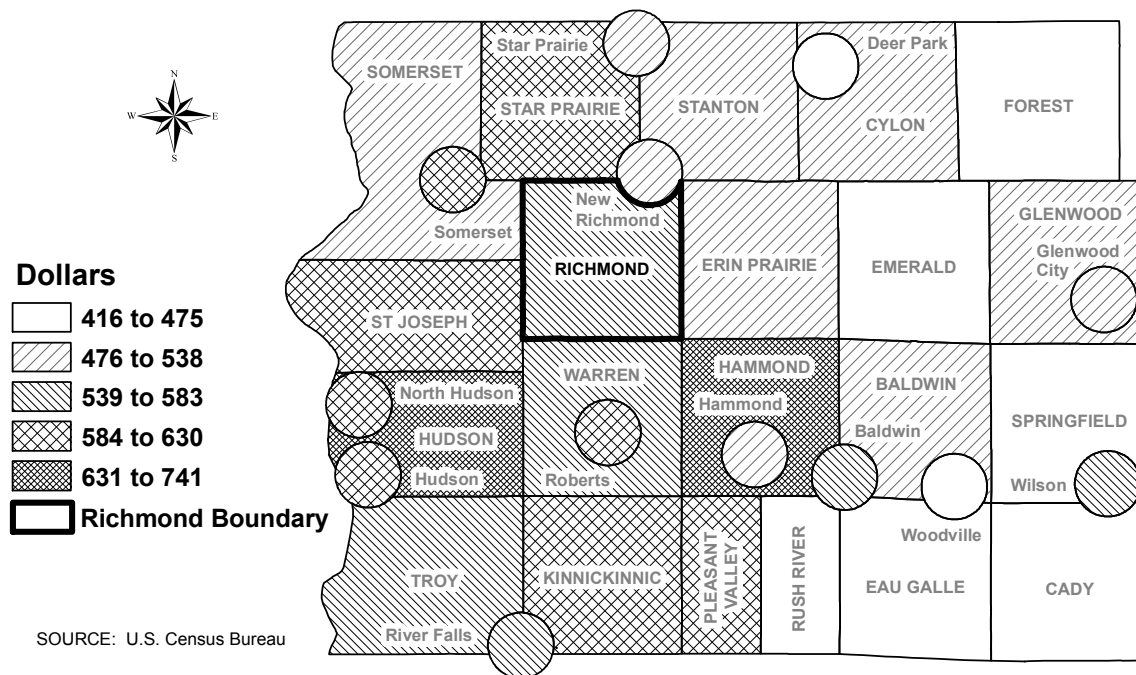 Star Prairie
Deer Park
SOMERSET
STAR PRAIRIE
STANTON
CYLON
FOREST
N
W
E
S
New
Richmond
Somerset
GLENWOOD
Glenwood
City
RICHMOND
ERIN PRAIRIE
EMERALD
Dollars
416 to 475
476 to 538
539 to 583
584 to 630
631 to 741
Richmond Boundary
ST JOSEPH
WARREN
HAMMOND
BALDWIN
North Hudson
Hammond
SPRINGFIELD
HUDSON
Baldwin
Hudson
Roberts
Wilson
Woodville
TROY
KINNICKINNIC
PLEASANT
VALLEY
RUSH RIVER
EAU GALLE
CADY
River Falls
SOURCE: U.S. Census Bureau